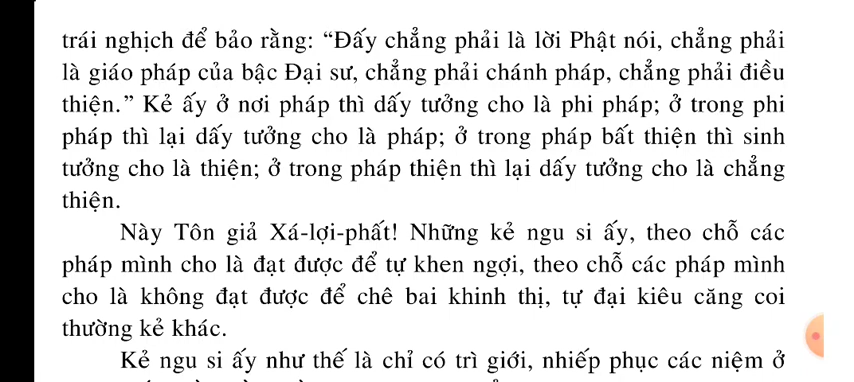 trái nghịch để bảo rằng: “Đấy chẳng phải là lời Phật nói, chẳng phải
là giáo pháp của bậc Đại sư, chẳng phải chánh pháp, chẳng phải điều
thiện.” Kẻ ấy ở nơi pháp thì dấy tưởng cho là phi pháp; ở trong phi
pháp thì lại dấy tưởng cho là pháp; ở trong pháp bất thiện thì sinh
tưởng cho là thiện; ở trong pháp thiện thì lại dấy tưởng cho là chẳng
thiện.
Này Tôn giả Xá-lợi-phất! Những kẻ ngu si ấy, theo chỗ các
pháp mình cho là đạt được để tự khen ngợi, theo chỗ các pháp mình
cho là không đạt được để chê bai khinh thị, tự đại kiêu căng coi
thường kẻ khác.
Kẻ ngu si ấy như thế là chỉ có trì giới, nhiếp phục các niệm ở